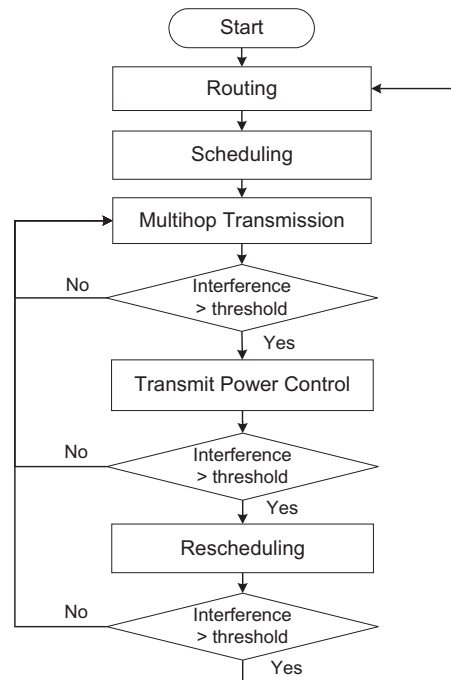 Start
Routing
Scheduling
Multihop Transmission
No
Interference
> threshold
Yes
Transmit Power Control
No
Interference
> threshold
Yes
Rescheduling
No
Interference
> threshold
Yes